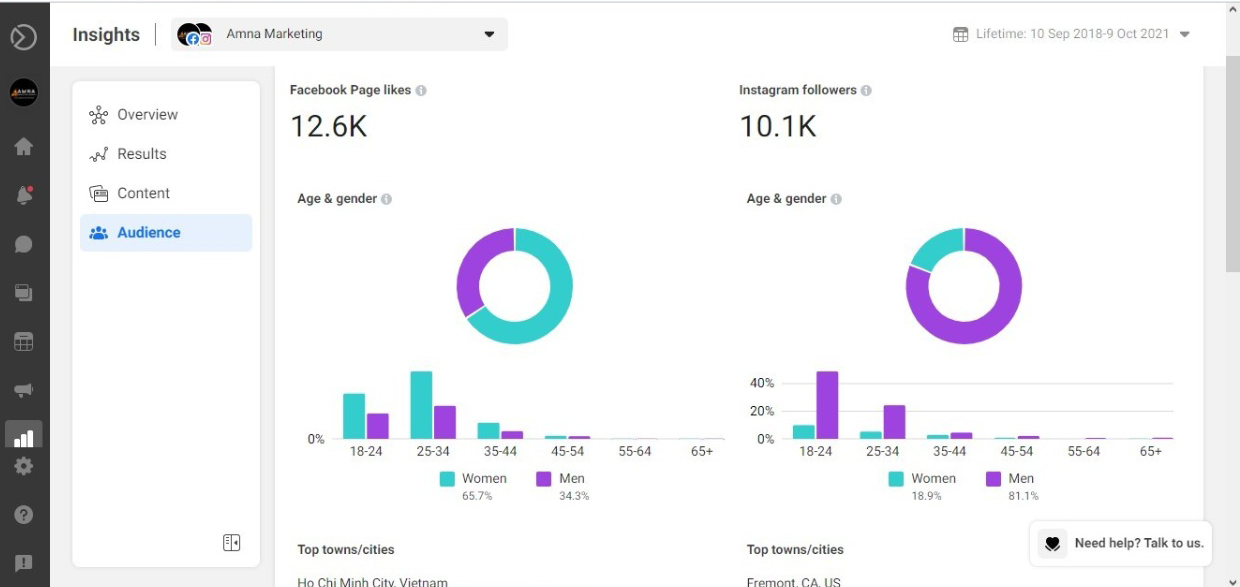 Insights
Amna Marketing
Lifetime: 10 Sep 2018-9 Oct 2021
Overview
Results
Content
Audience
Facebook Page likes
12.6K
Age & gender
0%
18-24 25-34 35-44 45-54 55-64 65+
Women Men
65.7% 34.3%
Top towns/cities
Ho Chi Minh City, Vietnam
Instagram followers
10.1K
Age & gender
40%
20%
0%
18-24 25-34 35-44 45-54 55-64 65+
Women Men
18.9% 81.1%
Top towns/cities
Fremont, CA, US
Need help? Talk to us.